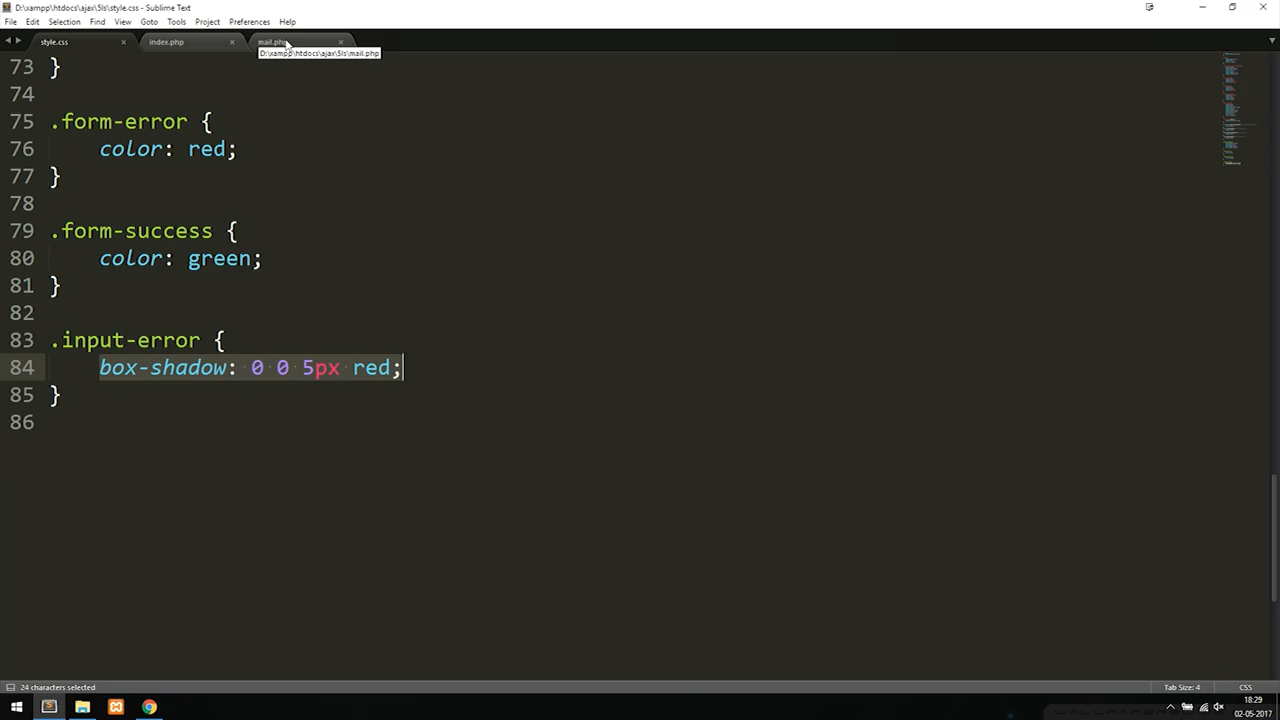 D:\xampp\htdocs\ajax\5ls\style.css - Sublime Text
File Edit Selection Find View Goto Tools Project Preferences Help
style.css index.php mail.php
D:\xampp\htdocs\ajax\5ls\mail.php
73 }
74
75 .form-error {
76 color: red;
77 }
78
79 .form-success {
80 color: green;
81 }
82
83 .input-error {
84 box-shadow: 0 0 5px red;
85 }
86
24 characters selected Tab Size: 4 CSS
18:29
02-05-2017